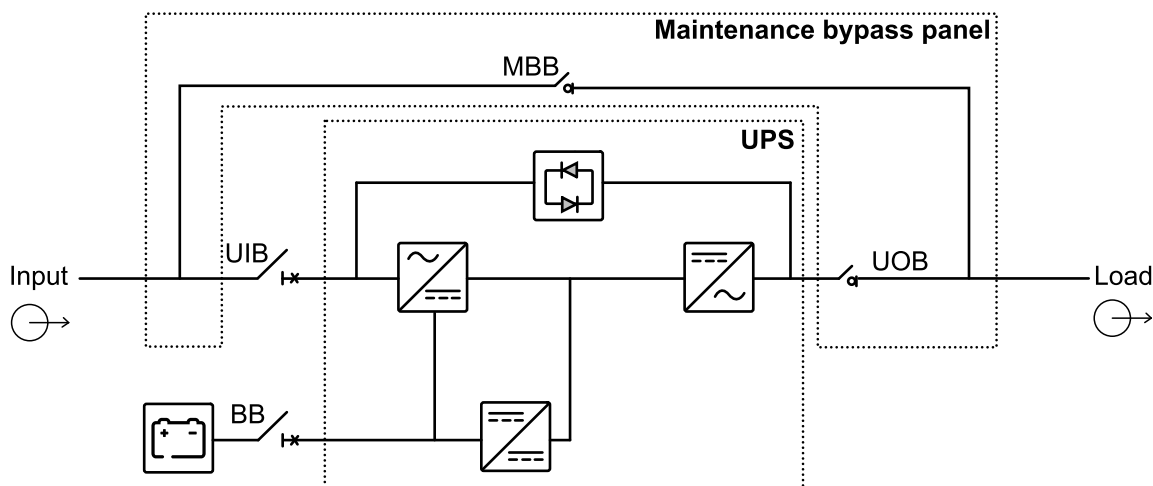 Maintenance bypass panel
MBB
UPS
UIB
UOB
Input
Load
BB